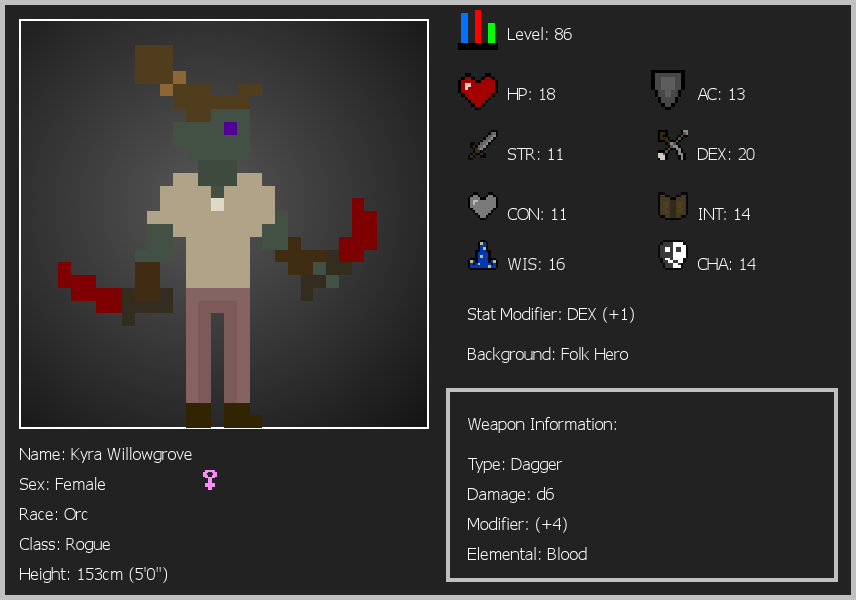 Level: 86
HP: 18
AC: 13
STR: 11
DEX: 20
CON: 11
INT: 14
WIS: 16
CHA: 14
Stat Modifier: DEX (+1)
Background: Folk Hero
Weapon Information:
Type: Dagger
Damage: d6
Modifier: (+4)
Elemental: Blood
Name: Kyra Willowgrove
Sex: Female
Race: Orc
Class: Rogue
Height: 153cm (5'0")